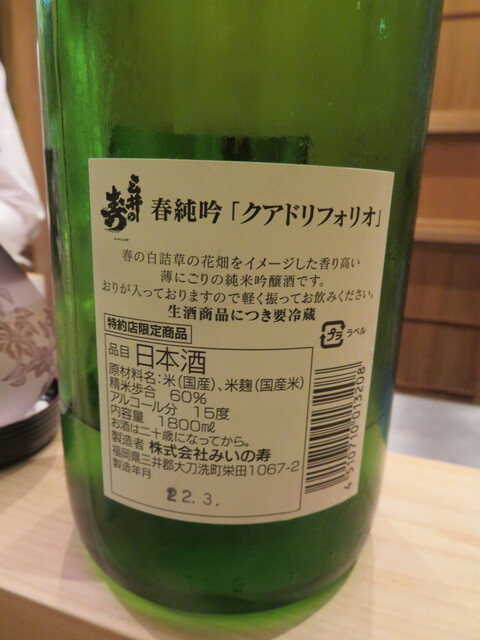 三井の寿 春純吟「クアドリフォリオ」
春の白詰草の花畑をイメージした香り高い
薄にごりの純米吟醸酒です。
おりが入っておりますので軽く振ってお飲みください。
生酒商品につき要冷蔵
特約店限定商品
プラ ラベル
品目 日本酒
原材料名:米(国産)、米麹(国産米)
精米歩合 60%
アルコール分 15度
内容量 1800mℓ
お酒は二十歳になってから。
製造者 株式会社みいの寿
福岡県三井郡大刀洗町栄田1067-2
製造年月
22.3.
4510710013208